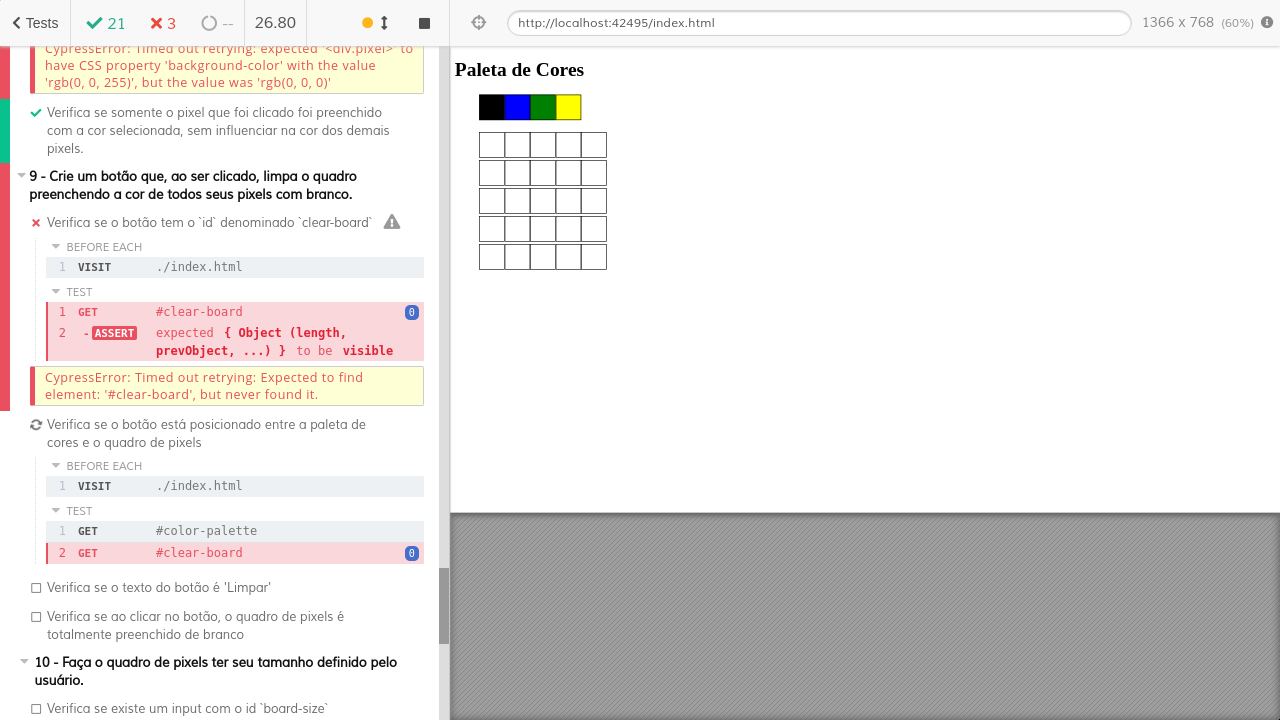 Tests 21 3 -- 26.80 http://localhost:42495/index.html 1366 x 768 (60%)
CypressError: Timed out retrying: expected '<div.pixel>' to
have CSS property 'background-color' with the value
'rgb(0, 0, 255)', but the value was 'rgb(0, 0, 0)'
Verifica se somente o pixel que foi clicado foi preenchido
com a cor selecionada, sem influenciar na cor dos demais
pixels.
9 - Crie um botão que, ao ser clicado, limpa o quadro
preenchendo a cor de todos seus pixels com branco.
Verifica se o botão tem o `id` denominado `clear-board`
BEFORE EACH
1 VISIT ./index.html
TEST
1 GET #clear-board 0
2 -ASSERT expected { Object (length,
prevObject, ...) } to be visible
CypressError: Timed out retrying: Expected to find
element: '#clear-board', but never found it.
Verifica se o botão está posicionado entre a paleta de
cores e o quadro de pixels
BEFORE EACH
1 VISIT ./index.html
TEST
1 GET #color-palette
2 GET #clear-board 0
Verifica se o texto do botão é 'Limpar'
Verifica se ao clicar no botão, o quadro de pixels é
totalmente preenchido de branco
10 - Faça o quadro de pixels ter seu tamanho definido pelo
usuário.
Verifica se existe um input com o id `board-size`
Paleta de Cores